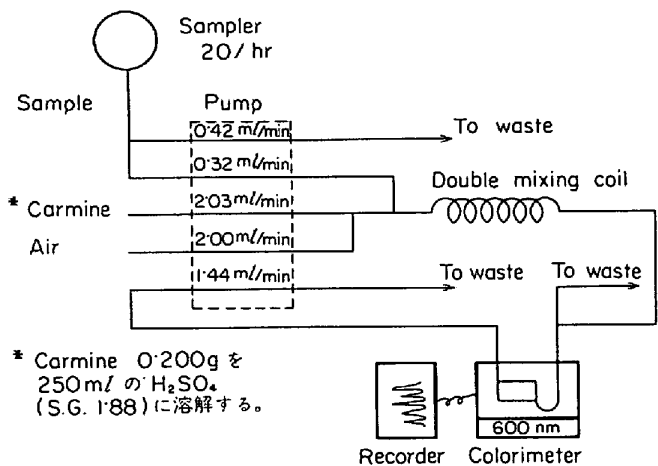 Sampler
20/hr
Sample
Pump
0·42 ml/min
To waste
0·32 ml/min
Double mixing coil
* Carmine
2·03 ml/min
Air
2·00 ml/min
1·44 ml/min
To waste
To waste
* Carmine 0·200g を
250ml の H₂SO₄
(S.G. 1·88)に溶解する。
600 nm
Recorder
Colorimeter